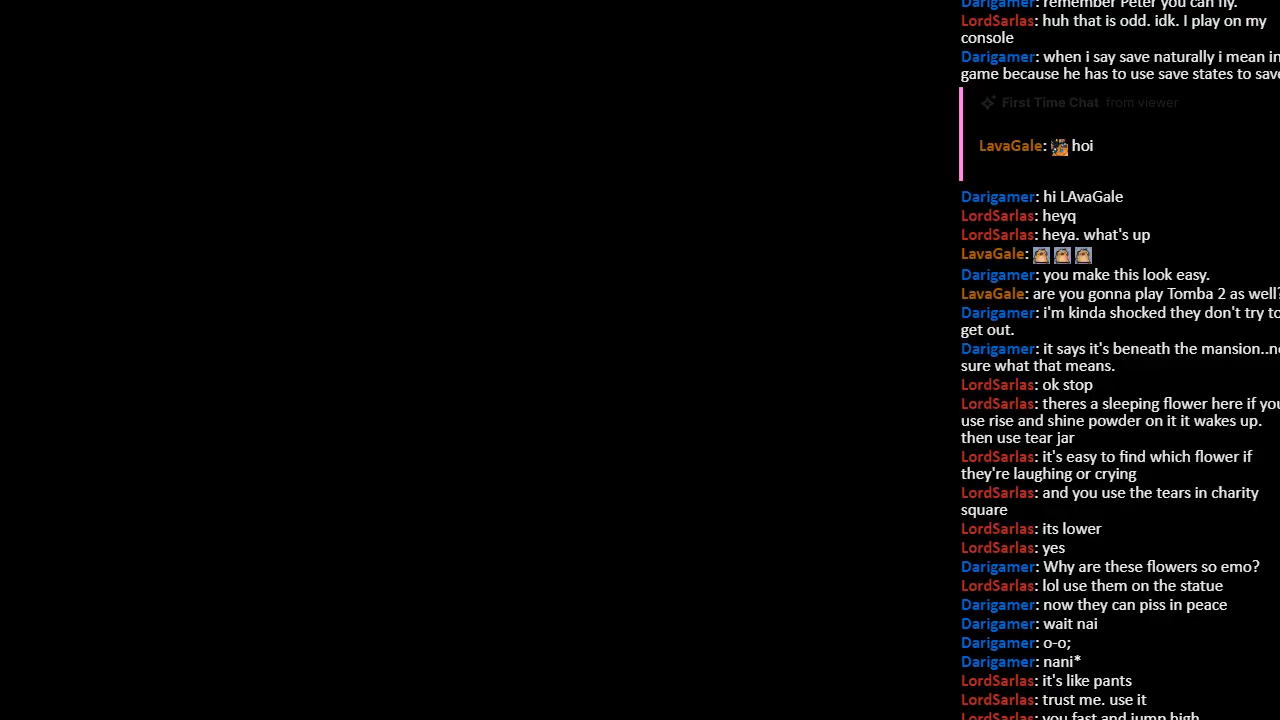 Darigamer: remember Peter you can fly.
LordSarlas: huh that is odd. idk. I play on my
console
Darigamer: when i say save naturally i mean in
game because he has to use save states to save
First Time Chat from viewer
LavaGale: hoi
Darigamer: hi LAvaGale
LordSarlas: heyq
LordSarlas: heya. what's up
LavaGale:
Darigamer: you make this look easy.
LavaGale: are you gonna play Tomba 2 as well?
Darigamer: i'm kinda shocked they don't try to
get out.
Darigamer: it says it's beneath the mansion..no
sure what that means.
LordSarlas: ok stop
LordSarlas: theres a sleeping flower here if you
use rise and shine powder on it it wakes up.
then use tear jar
LordSarlas: it's easy to find which flower if
they're laughing or crying
LordSarlas: and you use the tears in charity
square
LordSarlas: its lower
LordSarlas: yes
Darigamer: Why are these flowers so emo?
LordSarlas: lol use them on the statue
Darigamer: now they can piss in peace
Darigamer: wait nai
Darigamer: o-o;
Darigamer: nani*
LordSarlas: it's like pants
LordSarlas: trust me. use it
LordSarlas: you fast and jump high